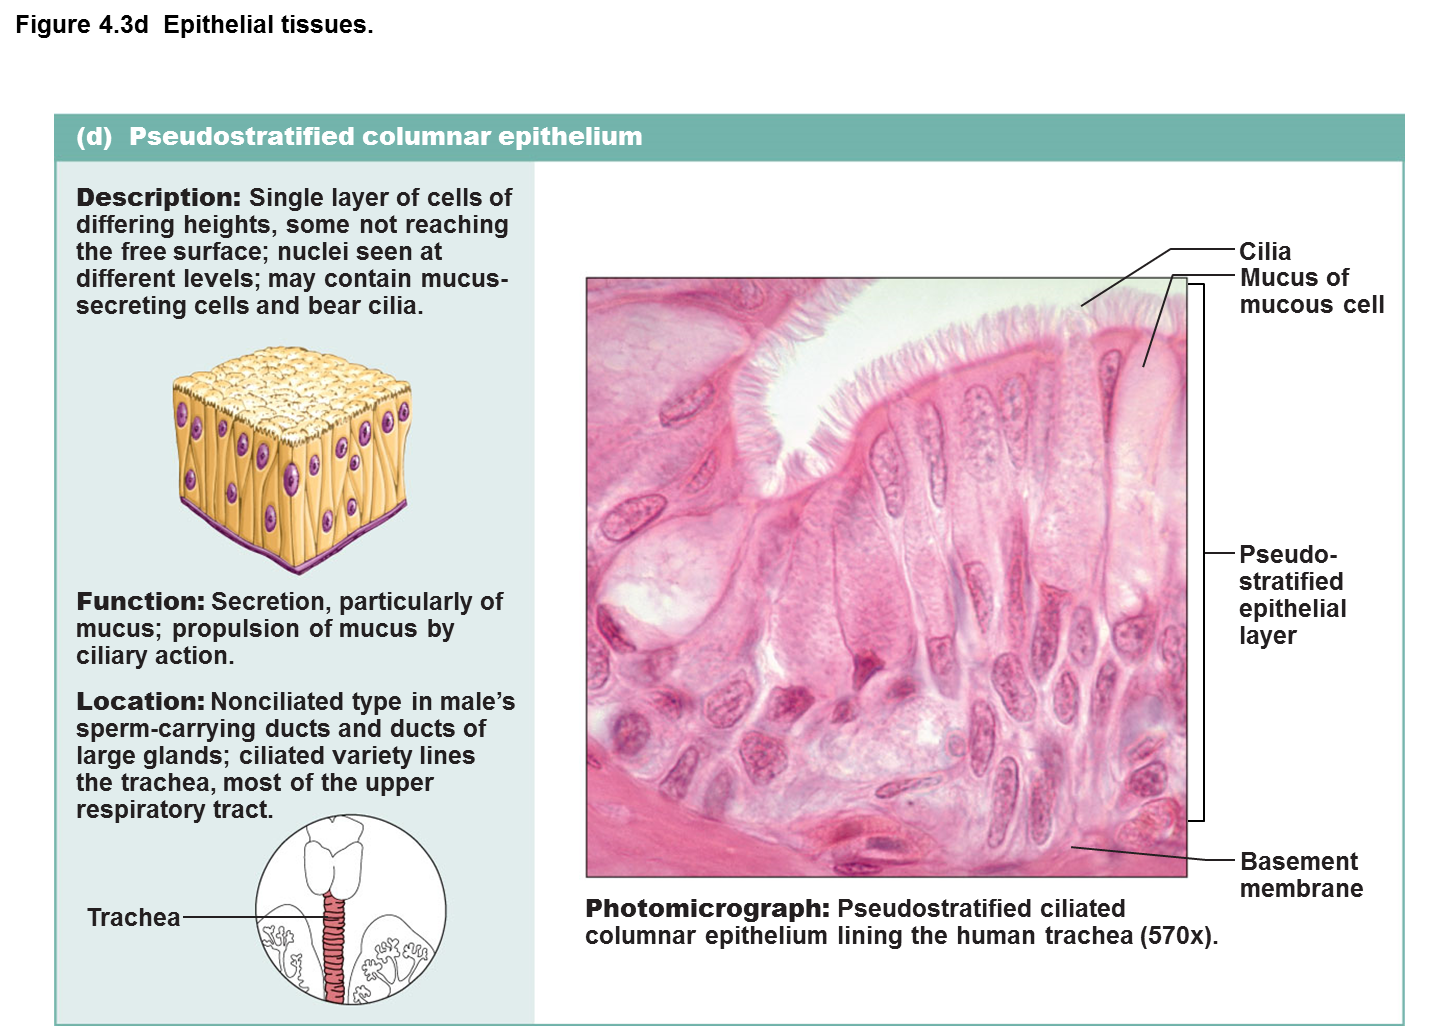 Figure 4.3d Epithelial tissues.
(d) Pseudostratified columnar epithelium
Description: Single layer of cells of
differing heights, some not reaching
the free surface; nuclei seen at
different levels; may contain mucus-
secreting cells and bear cilia.
Function: Secretion, particularly of
mucus; propulsion of mucus by
ciliary action.
Location: Nonciliated type in male’s
sperm-carrying ducts and ducts of
large glands; ciliated variety lines
the trachea, most of the upper
respiratory tract.
Trachea
Cilia
Mucus of
mucous cell
Pseudo-
stratified
epithelial
layer
Basement
membrane
Photomicrograph: Pseudostratified ciliated
columnar epithelium lining the human trachea (570x).